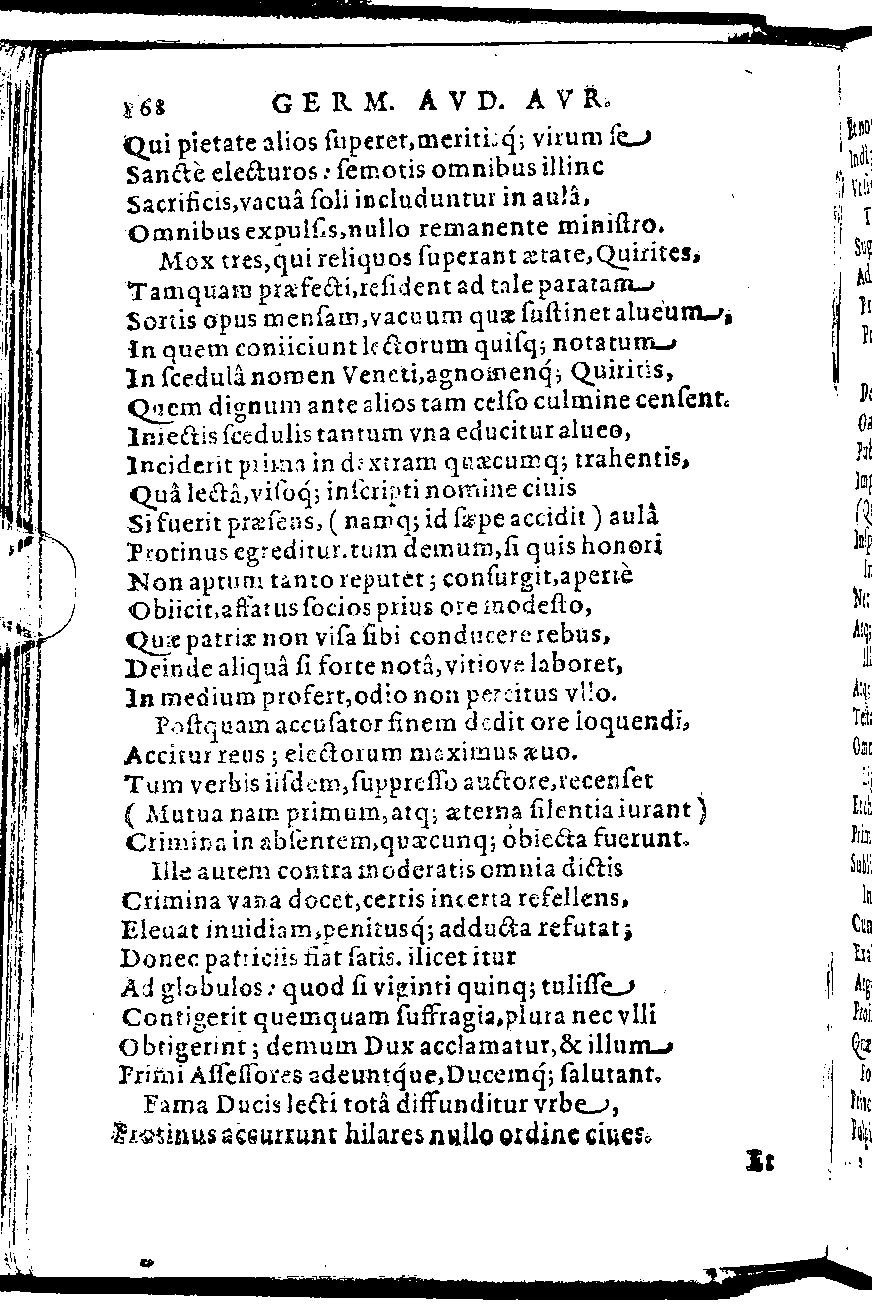 168 GERM. AVD. AVR.
Qui pietate alios ſuperet,meritisq́; virum ſe
Sanctè electuros: ſemotis omnibus illinc
Sacrificis,vacuâ ſoli includuntur in aulâ,
Omnibus expulſis,nullo remanente miniſtro.
Mox tres,qui reliquos ſuperant ætate,Quirites,
Tamquam præfecti,reſident ad tale paratam
Sortis opus menſam,vacuum quæ ſuſtinet alueum,
In quem coniiciunt lectorum quiſq; notatum
In ſcedulâ nomen Veneti,agnomenq́; Quiritis,
Quem dignum ante alios tam celſo culmine cenſent.
Iniectis ſcedulis tantum vna educitur alueo,
Inciderit prima in dextram quæcumq; trahentis,
Quâ lectâ,viſoq́; inſcripti nomine ciuis
Si fuerit præſens, ( namq; id ſæpe accidit ) aulâ
Protinus egreditur.tum demum,ſi quis honori
Non aptum tanto reputet ; conſurgit,apertè
Obiicit,affatus ſocios prius ore modeſto,
Quæ patriæ non viſa ſibi conducere rebus,
Deinde aliquâ ſi forte notâ,vitiove laboret,
In medium profert,odio non percitus vllo.
Poſtquam accuſator finem dedit ore loquendi,
Accitur reus ; electorum maximus æuo.
Tum verbis iiſdem,ſuppreſſo auctore,recenſet
( Mutua nam primum,atq; æterna ſilentia iurant )
Crimina in abſentem,quæcunq; obiecta fuerunt.
Ille autem contra moderatis omnia dictis
Crimina vana docet,certis incerta refellens,
Eleuat inuidiam,penitusq́; adducta refutat ;
Donec patriciis fiat ſatis. ilicet itur
Ad globulos: quod ſi viginti quinq; tuliſſe
Contigerit quemquam ſuffragia,plura nec vlli
Obtigerint ; demum Dux acclamatur,& illum
Primi Aſſeſſores adeuntq́ue,Ducemq́; ſalutant.
Fama Ducis lecti totâ diffunditur vrbe ,
Protinus accurrunt hilares nullo ordine ciues.
Et